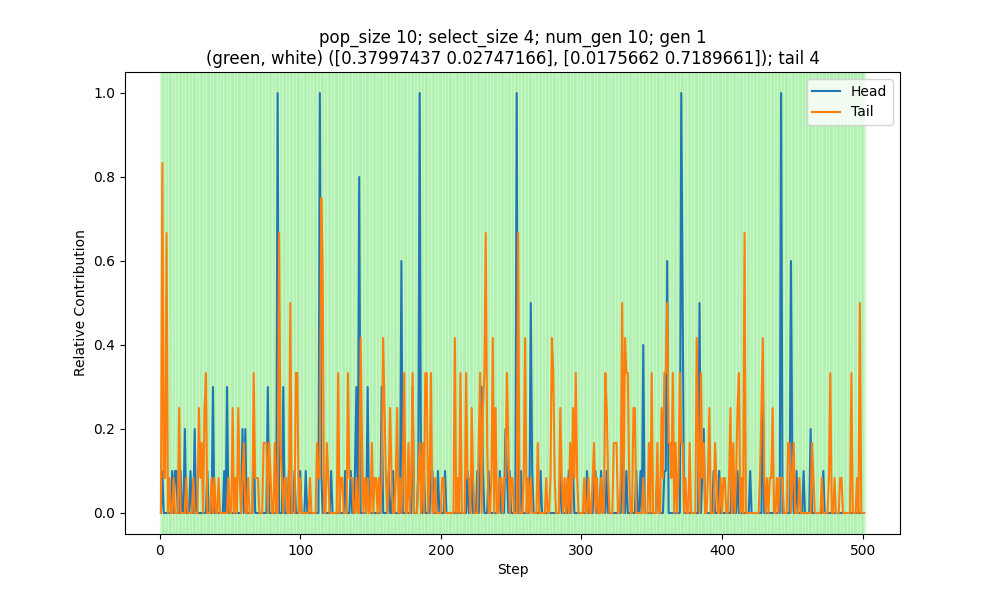 pop_size 10; select_size 4; num_gen 10; gen 1
(green, white) ([0.37997437 0.02747166], [0.0175662 0.7189661]); tail 4
Head
Tail
Relative Contribution
1.0
0.8
0.6
0.4
0.2
0.0
0 100 200 300 400 500
Step